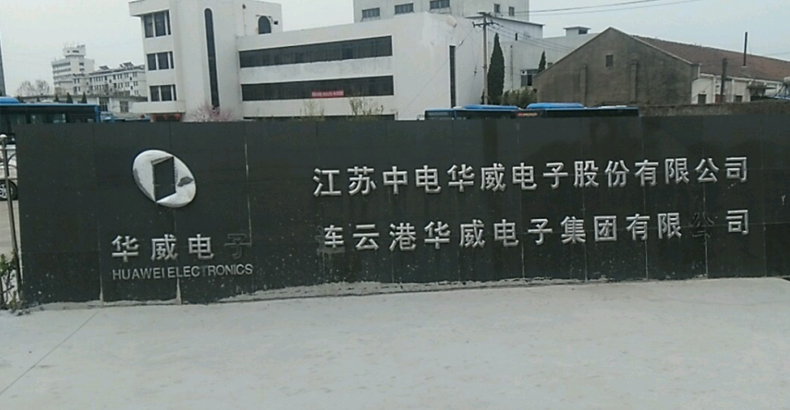 江苏中电华威电子股份有限公司
连云港华威电子集团有限公司
华威电子
HUAWEI ELECTRONICS